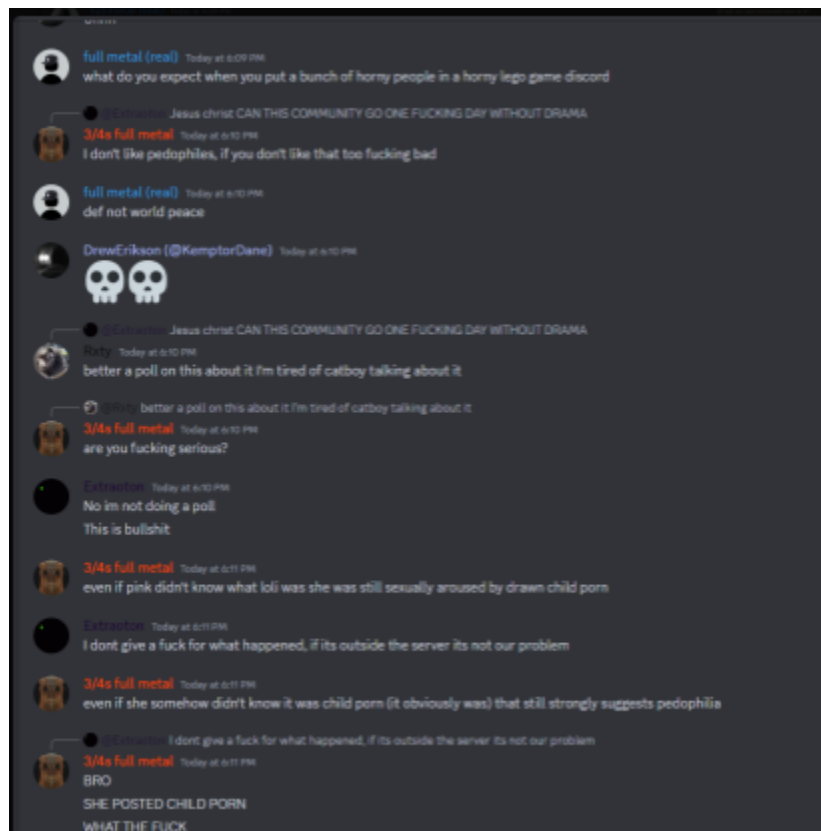 full metal (real) Today at 6:09 PM
what do you expect when you put a bunch of horny people in a horny lego game discord
@Extraoton Jesus christ CAN THIS COMMUNITY GO ONE FUCKING DAY WITHOUT DRAMA
3/4s full metal Today at 6:10 PM
I don't like pedophiles, if you don't like that too fucking bad
full metal (real) Today at 6:10 PM
def not world peace
DrewErikson (@KemptorDane) Today at 6:10 PM
@Extraoton Jesus christ CAN THIS COMMUNITY GO ONE FUCKING DAY WITHOUT DRAMA
Rxty Today at 6:10 PM
better a poll on this about it I'm tired of catboy talking about it
@Rxty better a poll on this about it I'm tired of catboy talking about it
3/4s full metal Today at 6:10 PM
are you fucking serious?
Extraoton Today at 6:10 PM
No im not doing a poll
This is bullshit
3/4s full metal Today at 6:11 PM
even if pink didn't know what loli was she was still sexually aroused by drawn child porn
Extraoton Today at 6:11 PM
I dont give a fuck for what happened, if its outside the server its not our problem
3/4s full metal Today at 6:11 PM
even if she somehow didn't know it was child porn (it obviously was) that still strongly suggests pedophilia
@Extraoton I dont give a fuck for what happened, if its outside the server its not our problem
3/4s full metal Today at 6:11 PM
BRO
SHE POSTED CHILD PORN
WHAT THE FUCK